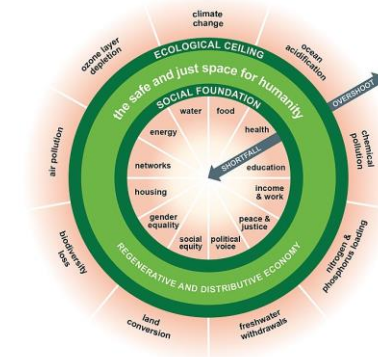 climate
change
ocean
acidification
chemical
pollution
nitrogen &
phosphorus loading
freshwater
withdrawals
land
conversion
biodiversity
loss
air pollution
ozone layer
depletion
OVERSHOOT
ECOLOGICAL CEILING
the safe and just space for humanity
SOCIAL FOUNDATION
water
food
health
SHORTFALL
education
income
& work
peace &
justice
political
voice
social
equity
gender
equality
housing
networks
energy
REGENERATIVE AND DISTRIBUTIVE ECONOMY